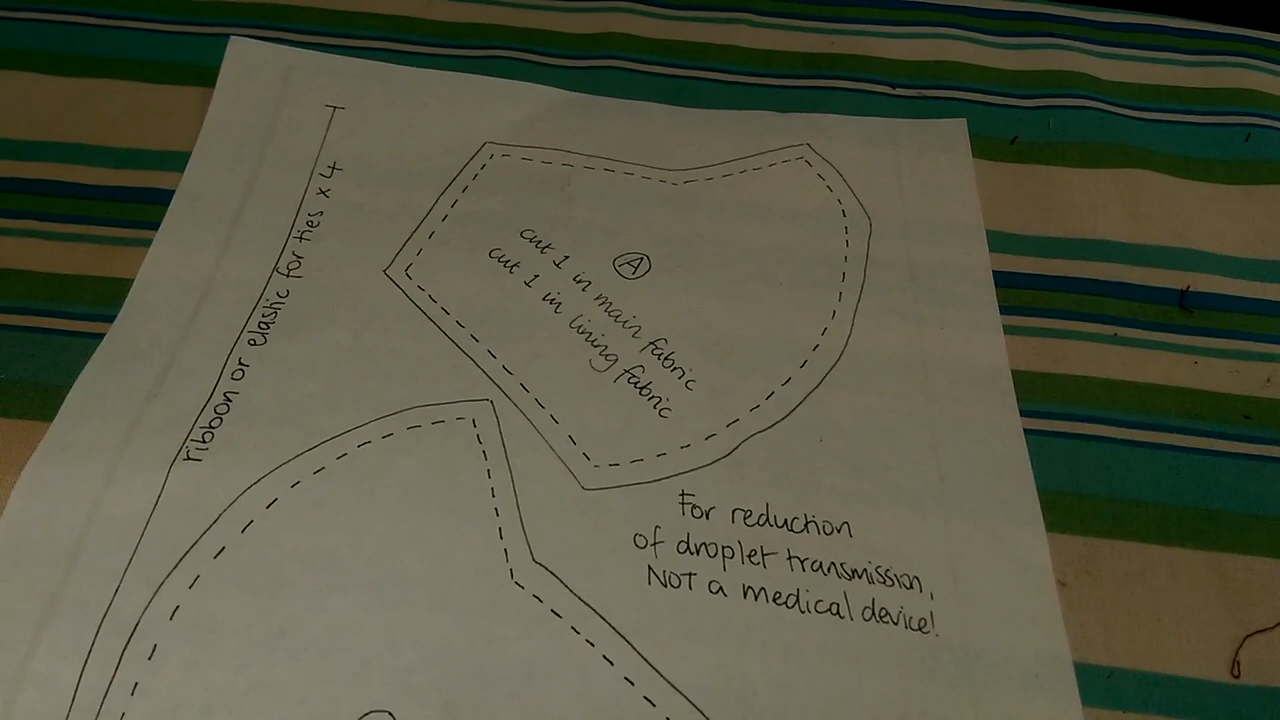 ribbon or elastic for ties x 4
A
cut 1 in main fabric
cut 1 in lining fabric
For reduction
of droplet transmission,
NOT a medical device!